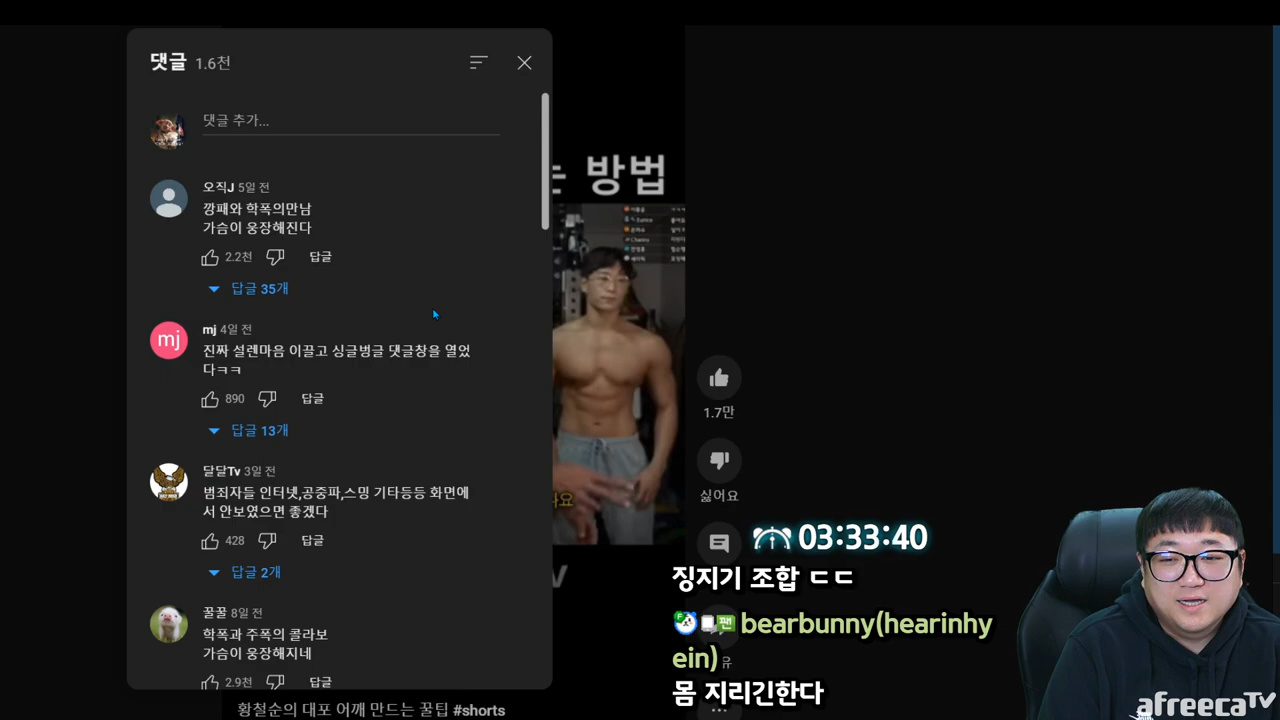 댓글 1.6천
댓글 추가...
오직J 5일 전
깡패와 학폭의만남
가슴이 웅장해진다
2.2천 답글
답글 35개
mj
mj 4일 전
진짜 설렌마음 이끌고 싱글벙글 댓글창을 열었
다ㅋㅋ
890 답글
답글 13개
달달Tv 3일 전
범죄자들 인터넷,공중파,스밍 기타등등 화면에
서 안보였으면 좋겠다
428 답글
답글 2개
꿀꿀 8일 전
학폭과 주폭의 콜라보
가슴이 웅장해지네
2.9천 답글
황철순의 대포 어깨 만드는 꿀팁 #shorts
는 방법
1.7만
싫어요
03:33:40
징지기 조합 ㄷㄷ
팬 bearbunny(hearinhy
ein)
몸 지리긴한다
afreecaTV